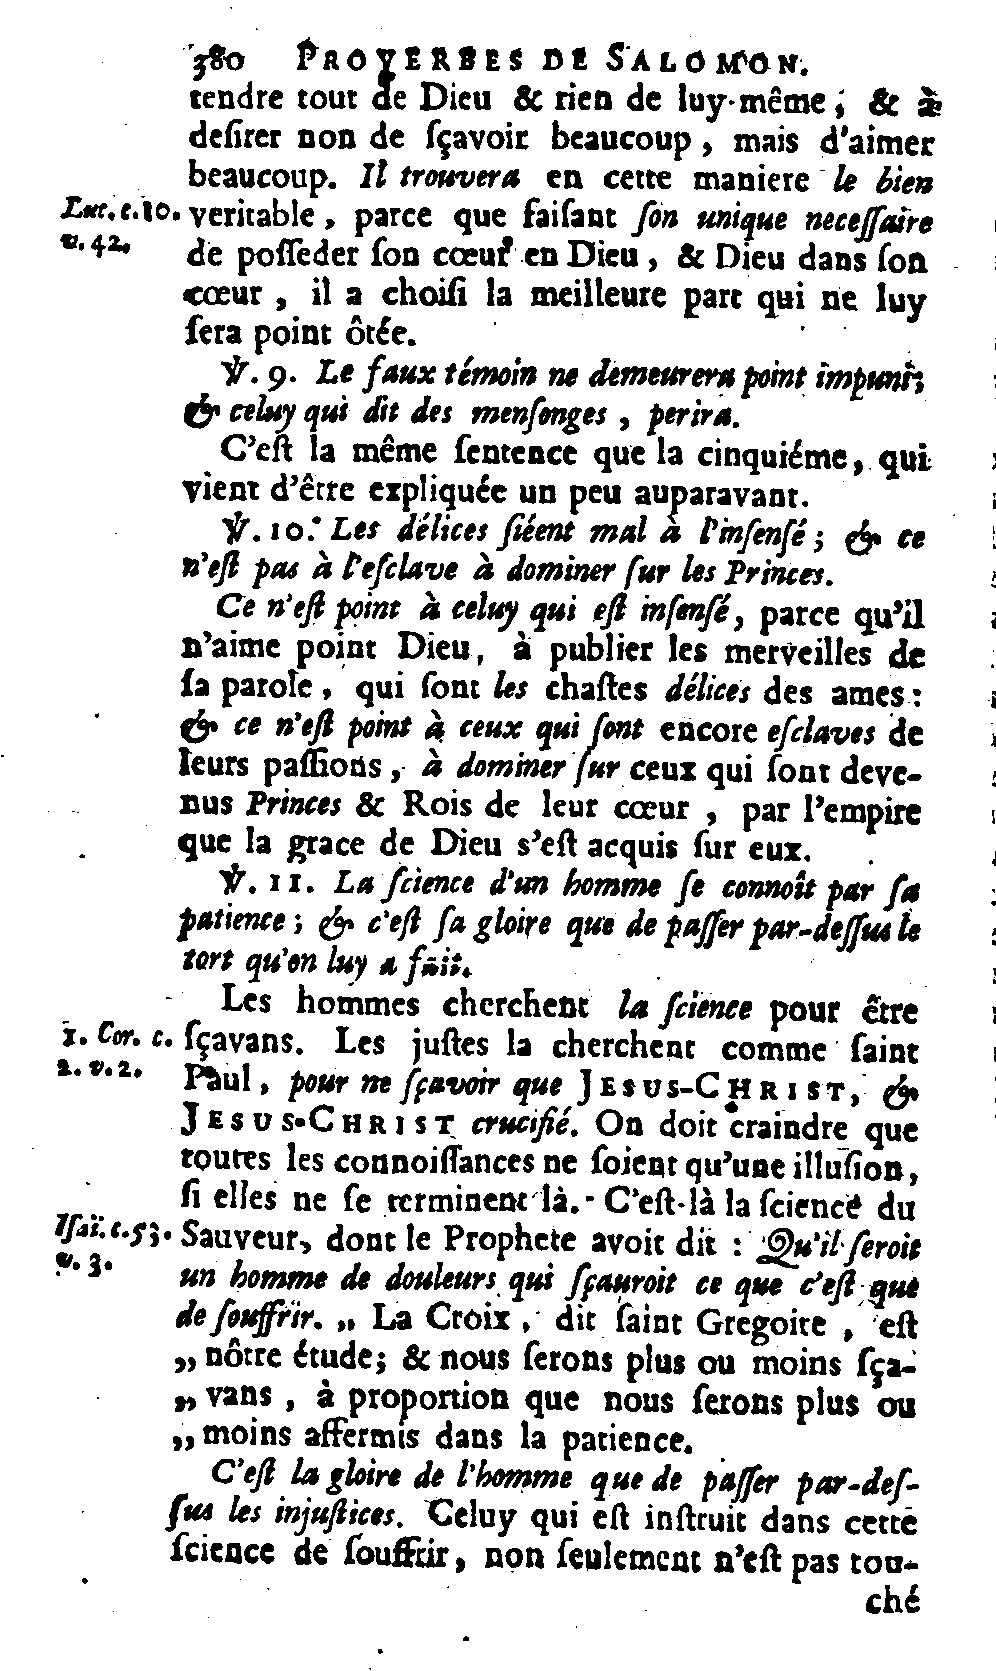 380 PROVERBES DE SALOMON.
tendre tout de Dieu & rien de luy-même; & à
deſirer non de ſçavoir beaucoup, mais d'aimer
beaucoup. Il trouvera en cette maniere le bien
Luc. c. 10. veritable, parce que faiſant ſon unique neceſſaire
v. 42. de poſſeder ſon cœur en Dieu, & Dieu dans ſon
cœur, il a choiſi la meilleure part qui ne luy
ſera point ôtée.
℣. 9. Le faux témoin ne demeurera point impuni;
& celuy qui dit des menſonges, perira.
C'eſt la même ſentence que la cinquiéme, qui
vient d'être expliquée un peu auparavant.
℣. 10. Les délices ſiéent mal à l'inſenſé; & ce
n'eſt pas à l'eſclave à dominer ſur les Princes.
Ce n'eſt point à celuy qui eſt inſenſé, parce qu'il
n'aime point Dieu, à publier les merveilles de
ſa parole, qui ſont les chaſtes délices des ames:
& ce n'eſt point à ceux qui ſont encore eſclaves de
leurs paſſions, à dominer ſur ceux qui ſont deve-
nus Princes & Rois de leur cœur, par l'empire
que la grace de Dieu s'eſt acquis ſur eux.
℣. 11. La ſcience d'un homme ſe connoît par ſa
patience; & c'eſt ſa gloire que de paſſer par-deſſus le
tort qu'on luy a fait.
Les hommes cherchent la ſcience pour être
1. Cor. c. ſçavans. Les juſtes la cherchent comme ſaint
2. v. 2. Paul, pour ne ſçavoir que JESUS-CHRIST, &
JESUS-CHRIST crucifié. On doit craindre que
toutes les connoiſſances ne ſoient qu'une illuſion,
ſi elles ne ſe terminent là. C'eſt-là la ſcience du
Iſaï. c. 53. Sauveur, dont le Prophete avoit dit : Qu'il ſeroit
v. 3. un homme de douleurs qui ſçauroit ce que c'eſt que
de ſouffrir. „ La Croix, dit ſaint Gregoire, eſt
„ nôtre étude; & nous ſerons plus ou moins ſça-
„ vans, à proportion que nous ſerons plus ou
„ moins affermis dans la patience.
C'eſt la gloire de l'homme que de paſſer par-deſ-
ſus les injuſtices. Celuy qui eſt inſtruit dans cette
ſcience de ſouffrir, non ſeulement n'eſt pas tou-
ché